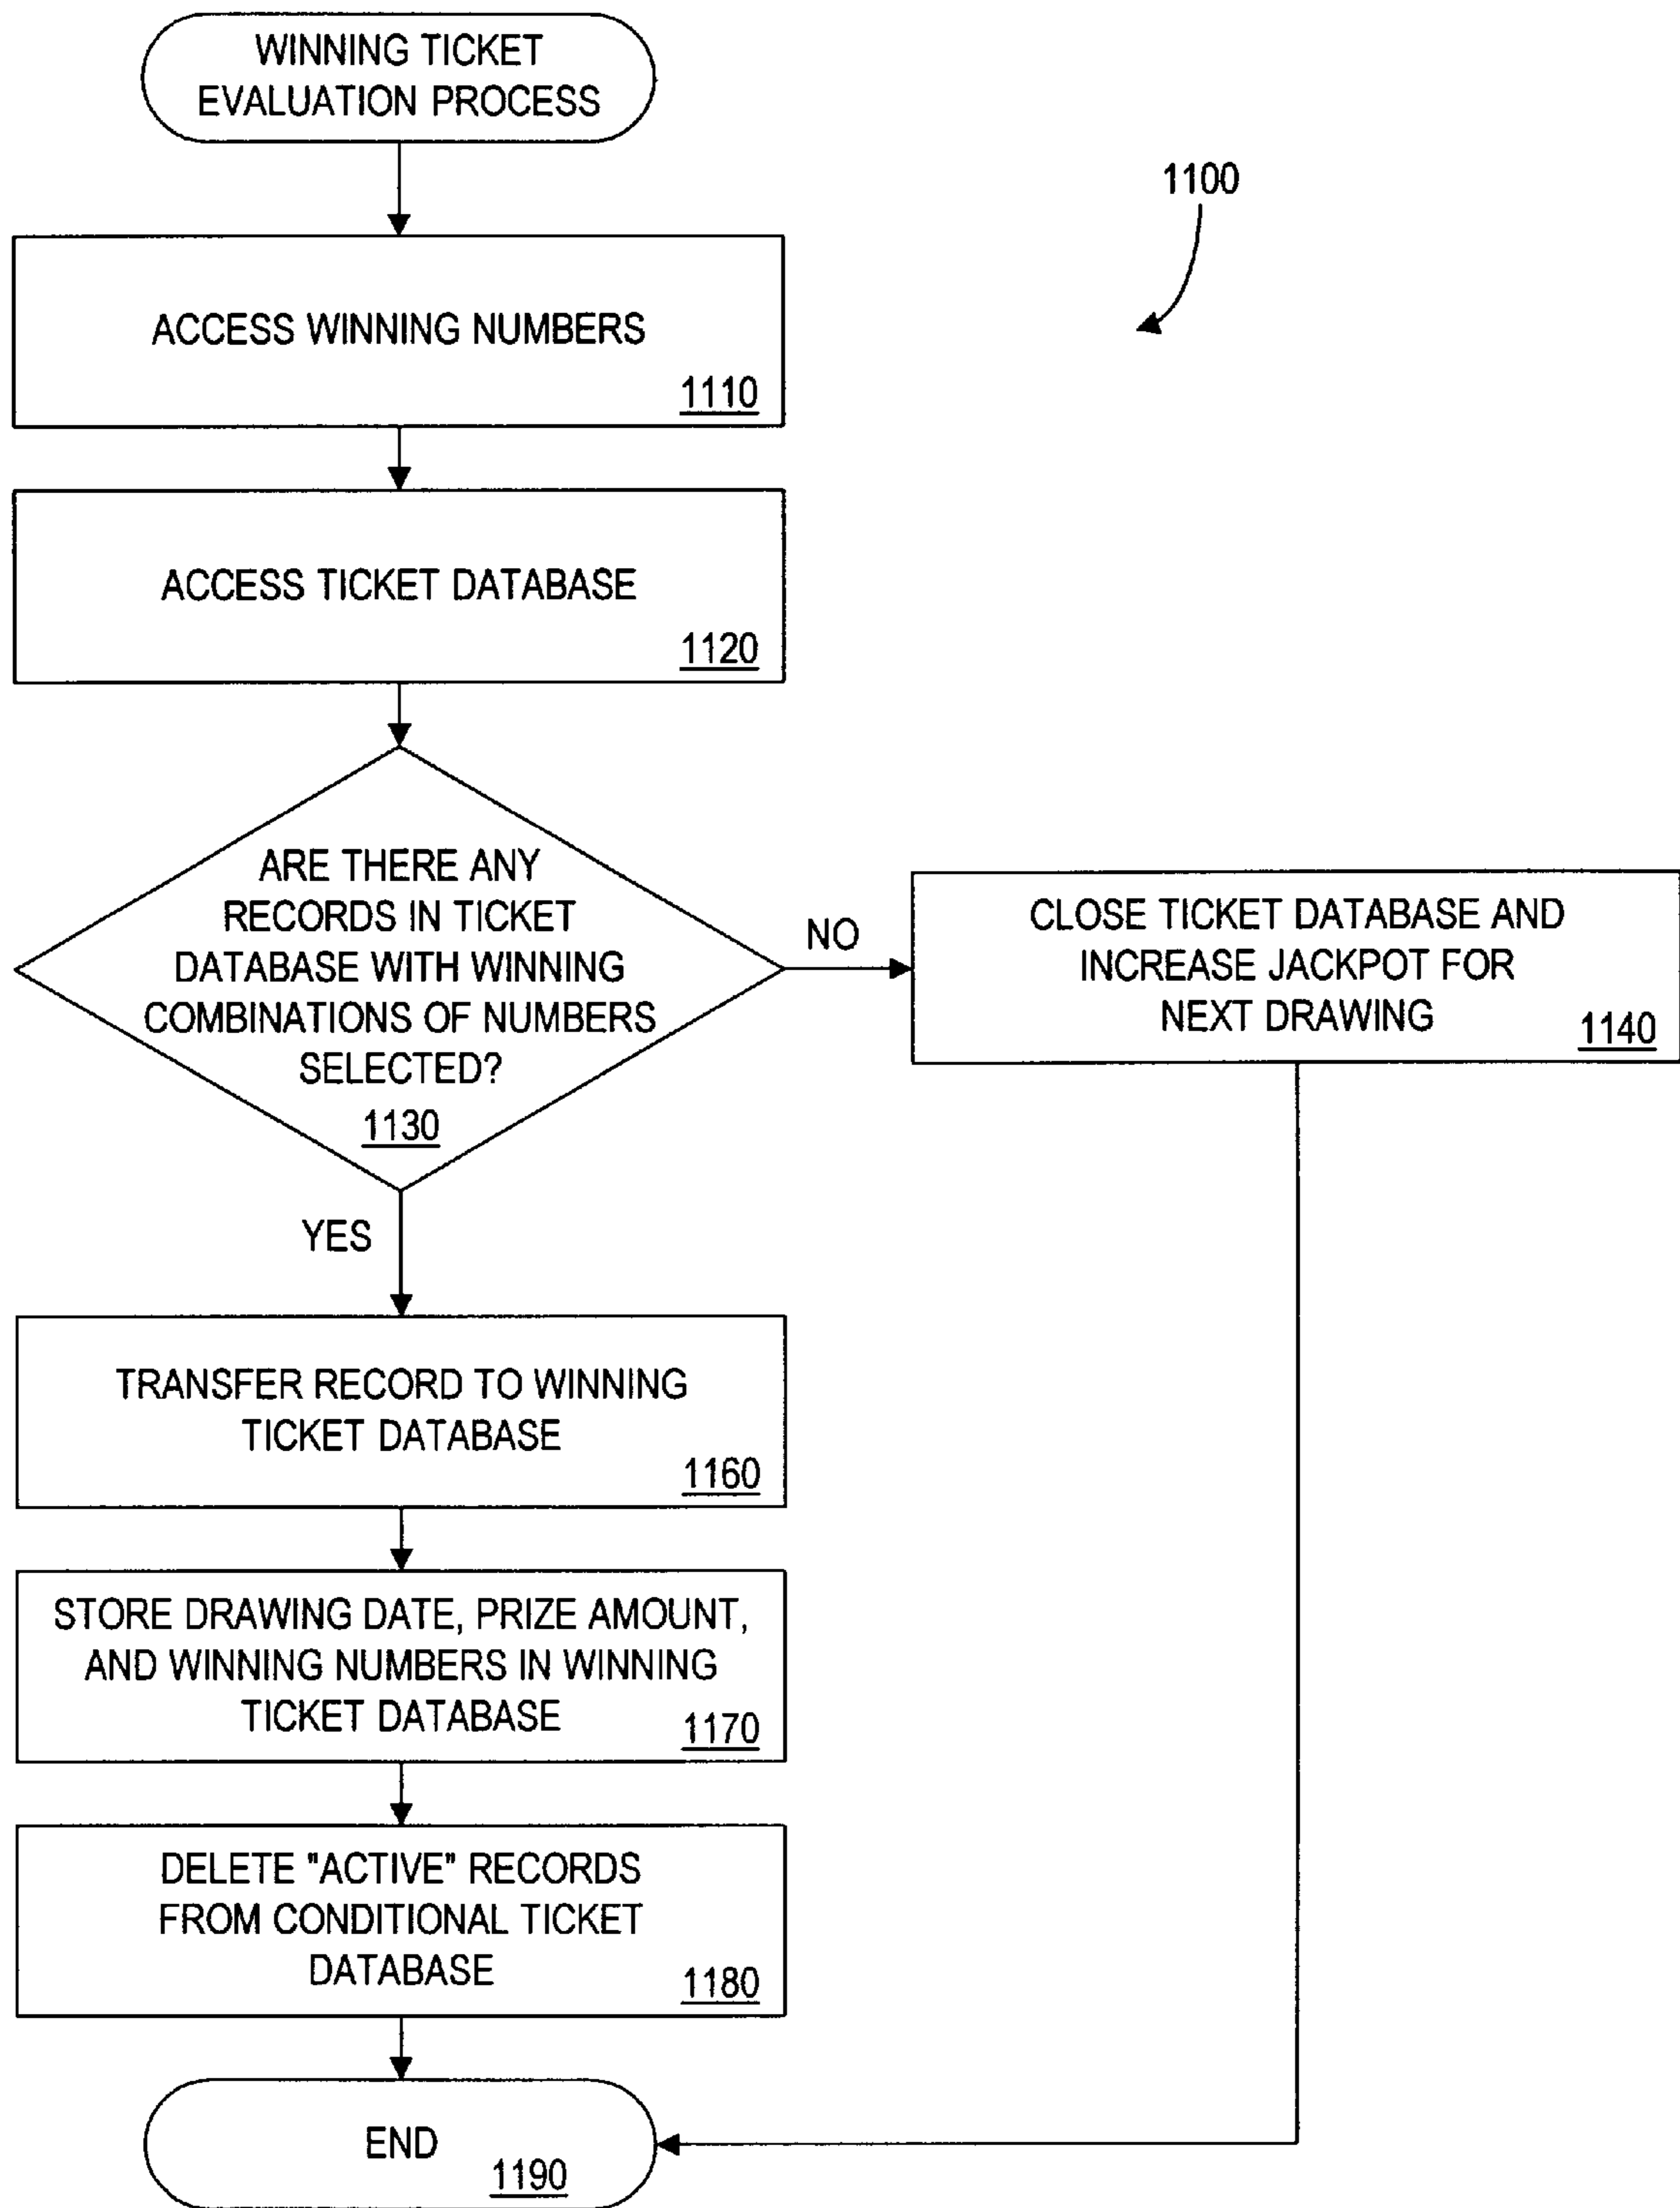 WINNING TICKET
EVALUATION PROCESS
1100
ACCESS WINNING NUMBERS
1110
ACCESS TICKET DATABASE
1120
ARE THERE ANY
RECORDS IN TICKET
DATABASE WITH WINNING
COMBINATIONS OF NUMBERS
SELECTED?
1130
NO
CLOSE TICKET DATABASE AND
INCREASE JACKPOT FOR
NEXT DRAWING
1140
YES
TRANSFER RECORD TO WINNING
TICKET DATABASE
1160
STORE DRAWING DATE, PRIZE AMOUNT,
AND WINNING NUMBERS IN WINNING
TICKET DATABASE
1170
DELETE "ACTIVE" RECORDS
FROM CONDITIONAL TICKET
DATABASE
1180
END
1190